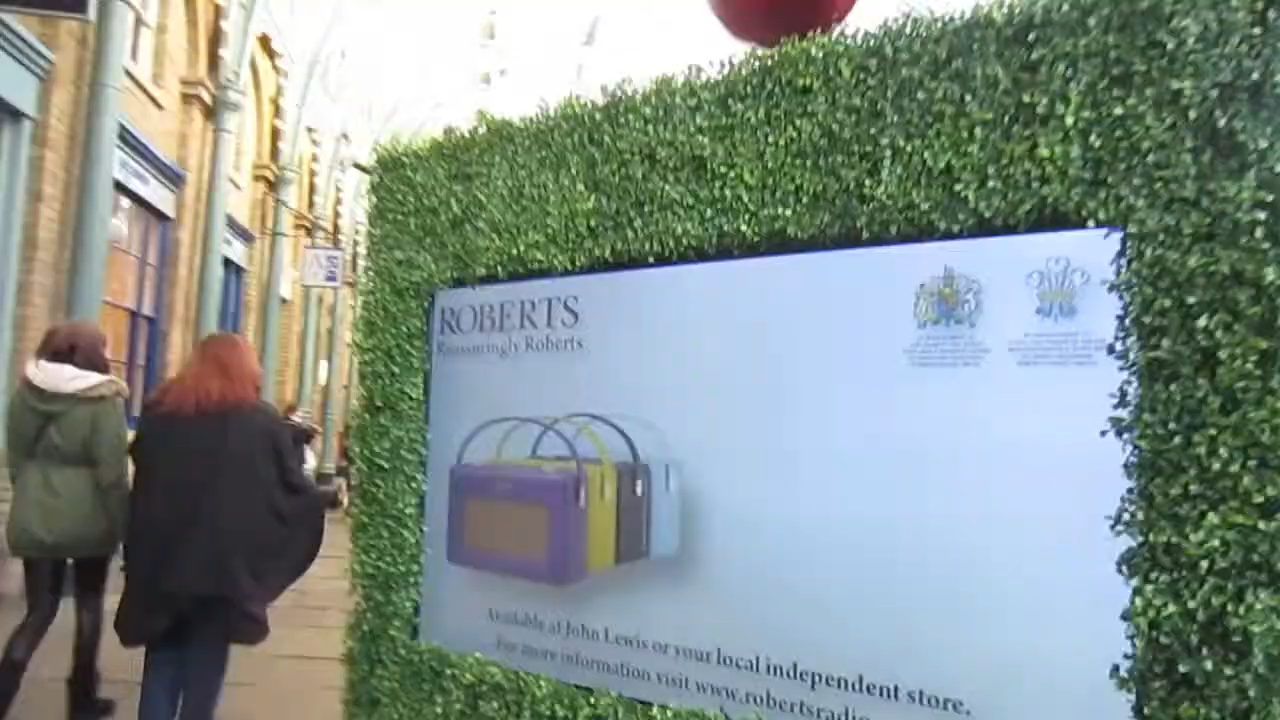 ROBERTS
Reassuringly Roberts
Available at John Lewis or your local independent store.
For more information visit www.robertsradio